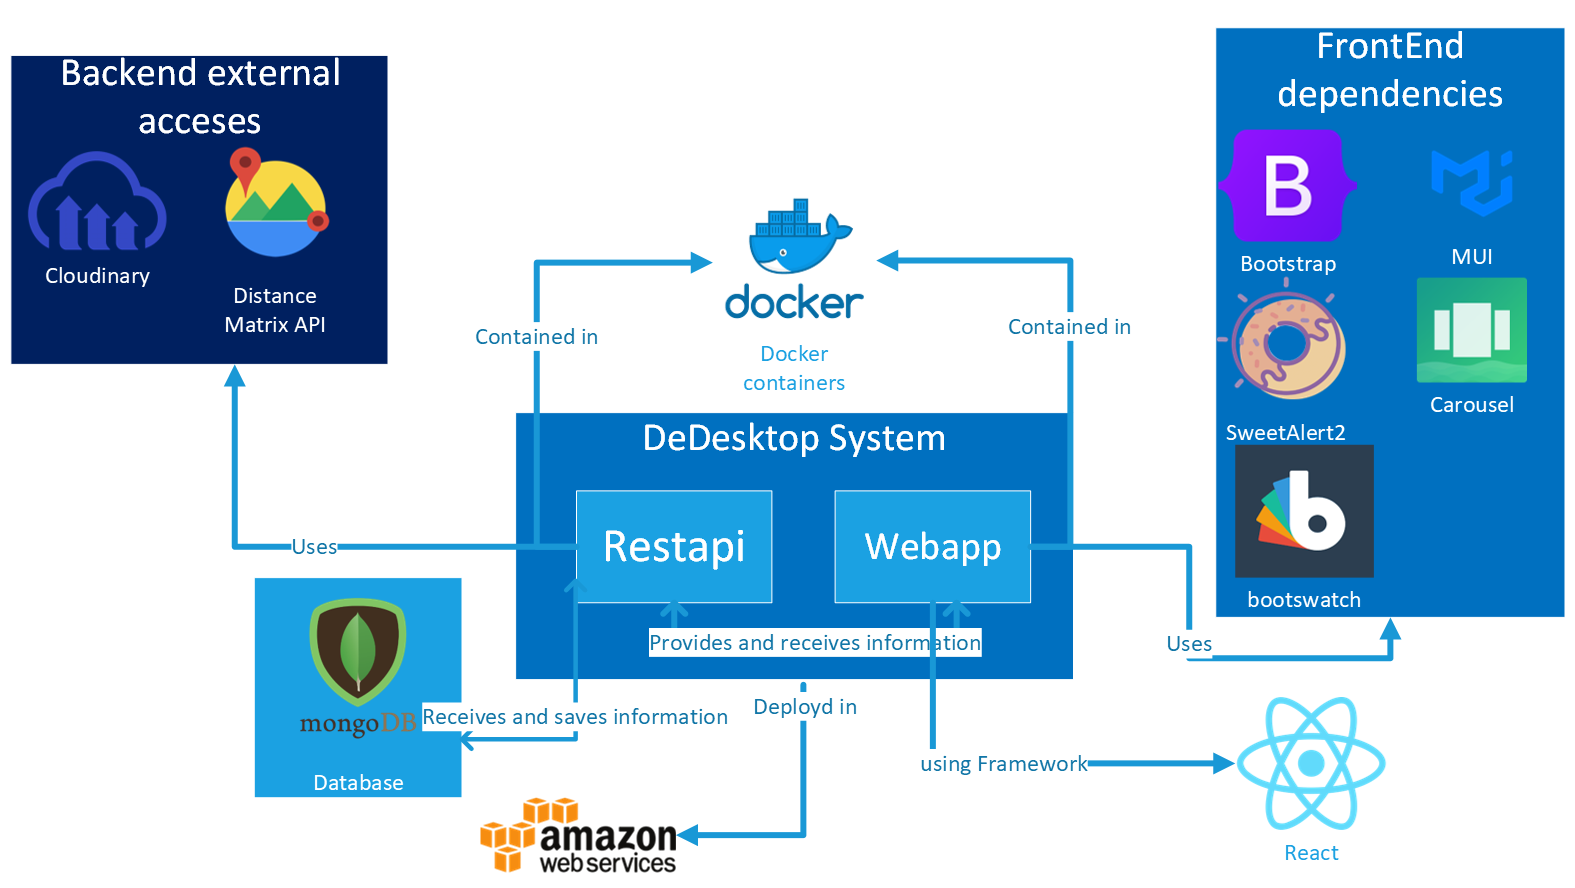 Backend external
acceses
Cloudinary
Distance
Matrix API
docker
Docker
containers
Contained in
Contained in
FrontEnd
dependencies
B
Bootstrap
MUI
SweetAlert2
Carousel
b
bootswatch
DeDesktop System
Restapi
Webapp
Uses
Provides and receives information
Uses
mongoDB
Database
Receives and saves information
Deployd in
using Framework
amazon
web services
React